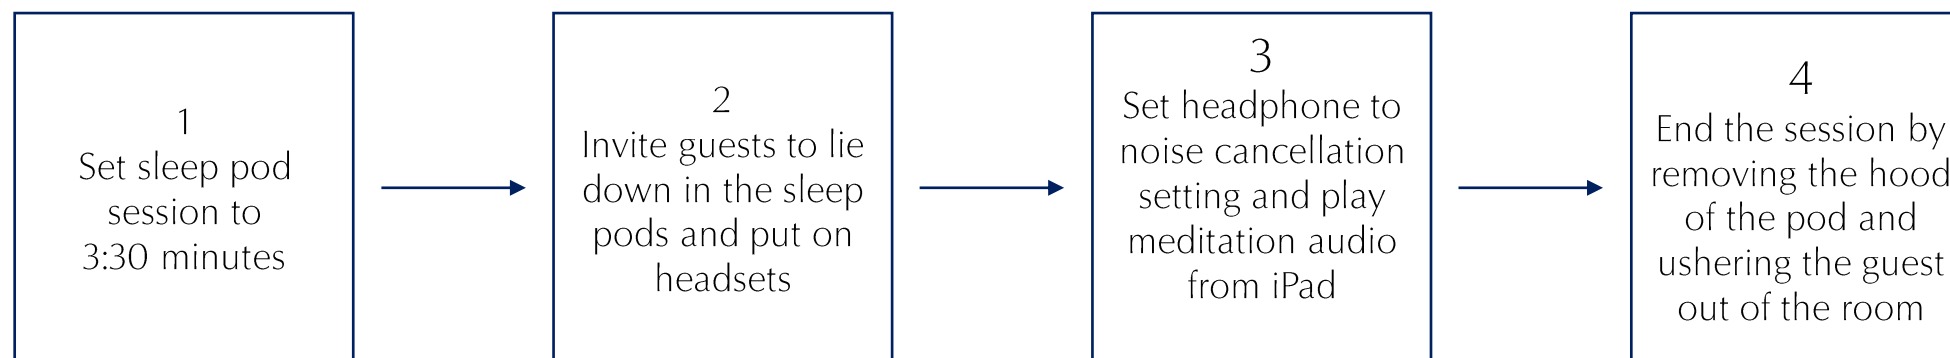 1
Set sleep pod
session to
3:30 minutes
2
Invite guests to lie
down in the sleep
pods and put on
headsets
3
Set headphone to
noise cancellation
setting and play
meditation audio
from iPad
4
End the session by
removing the hood
of the pod and
ushering the guest
out of the room